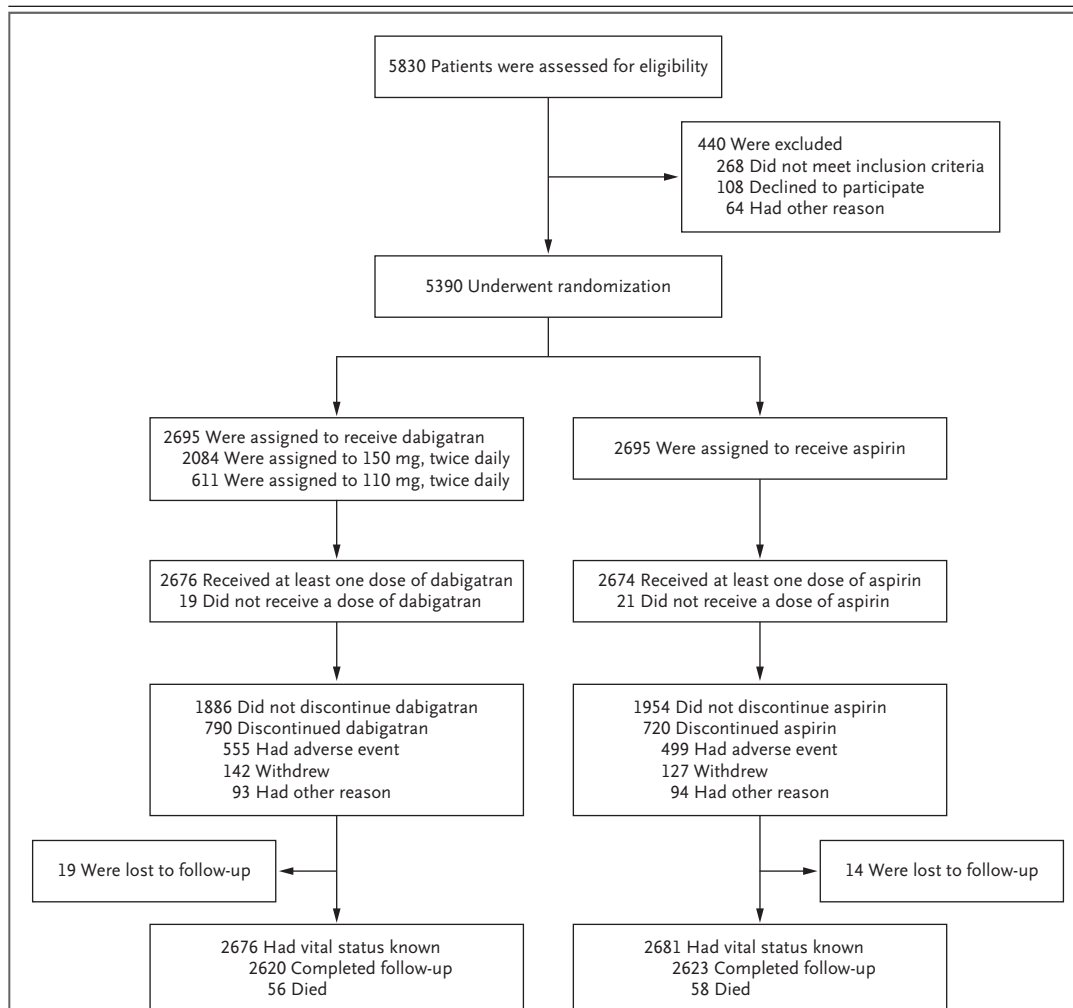 5830 Patients were assessed for eligibility
440 Were excluded
268 Did not meet inclusion criteria
108 Declined to participate
64 Had other reason
5390 Underwent randomization
2695 Were assigned to receive dabigatran
2084 Were assigned to 150 mg, twice daily
611 Were assigned to 110 mg, twice daily
2695 Were assigned to receive aspirin
2676 Received at least one dose of dabigatran
19 Did not receive a dose of dabigatran
2674 Received at least one dose of aspirin
21 Did not receive a dose of aspirin
1886 Did not discontinue dabigatran
790 Discontinued dabigatran
555 Had adverse event
142 Withdrew
93 Had other reason
1954 Did not discontinue aspirin
720 Discontinued aspirin
499 Had adverse event
127 Withdrew
94 Had other reason
19 Were lost to follow-up
14 Were lost to follow-up
2676 Had vital status known
2620 Completed follow-up
56 Died
2681 Had vital status known
2623 Completed follow-up
58 Died